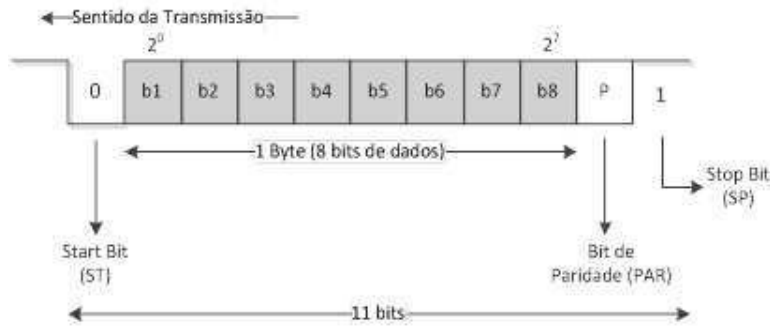 Sentido da Transmissão
2⁰ 2⁷
0 b1 b2 b3 b4 b5 b6 b7 b8 P 1
1 Byte (8 bits de dados)
Stop Bit
(SP)
Start Bit
(ST)
Bit de
Paridade (PAR)
11 bits